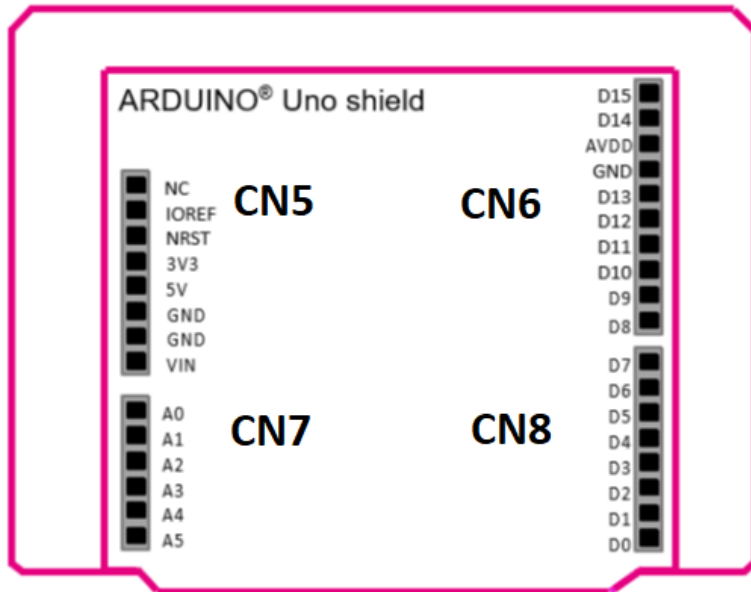 ARDUINO® Uno shield
CN5
NC
IOREF
NRST
3V3
5V
GND
GND
VIN
CN6
D15
D14
AVDD
GND
D13
D12
D11
D10
D9
D8
CN7
A0
A1
A2
A3
A4
A5
CN8
D7
D6
D5
D4
D3
D2
D1
D0